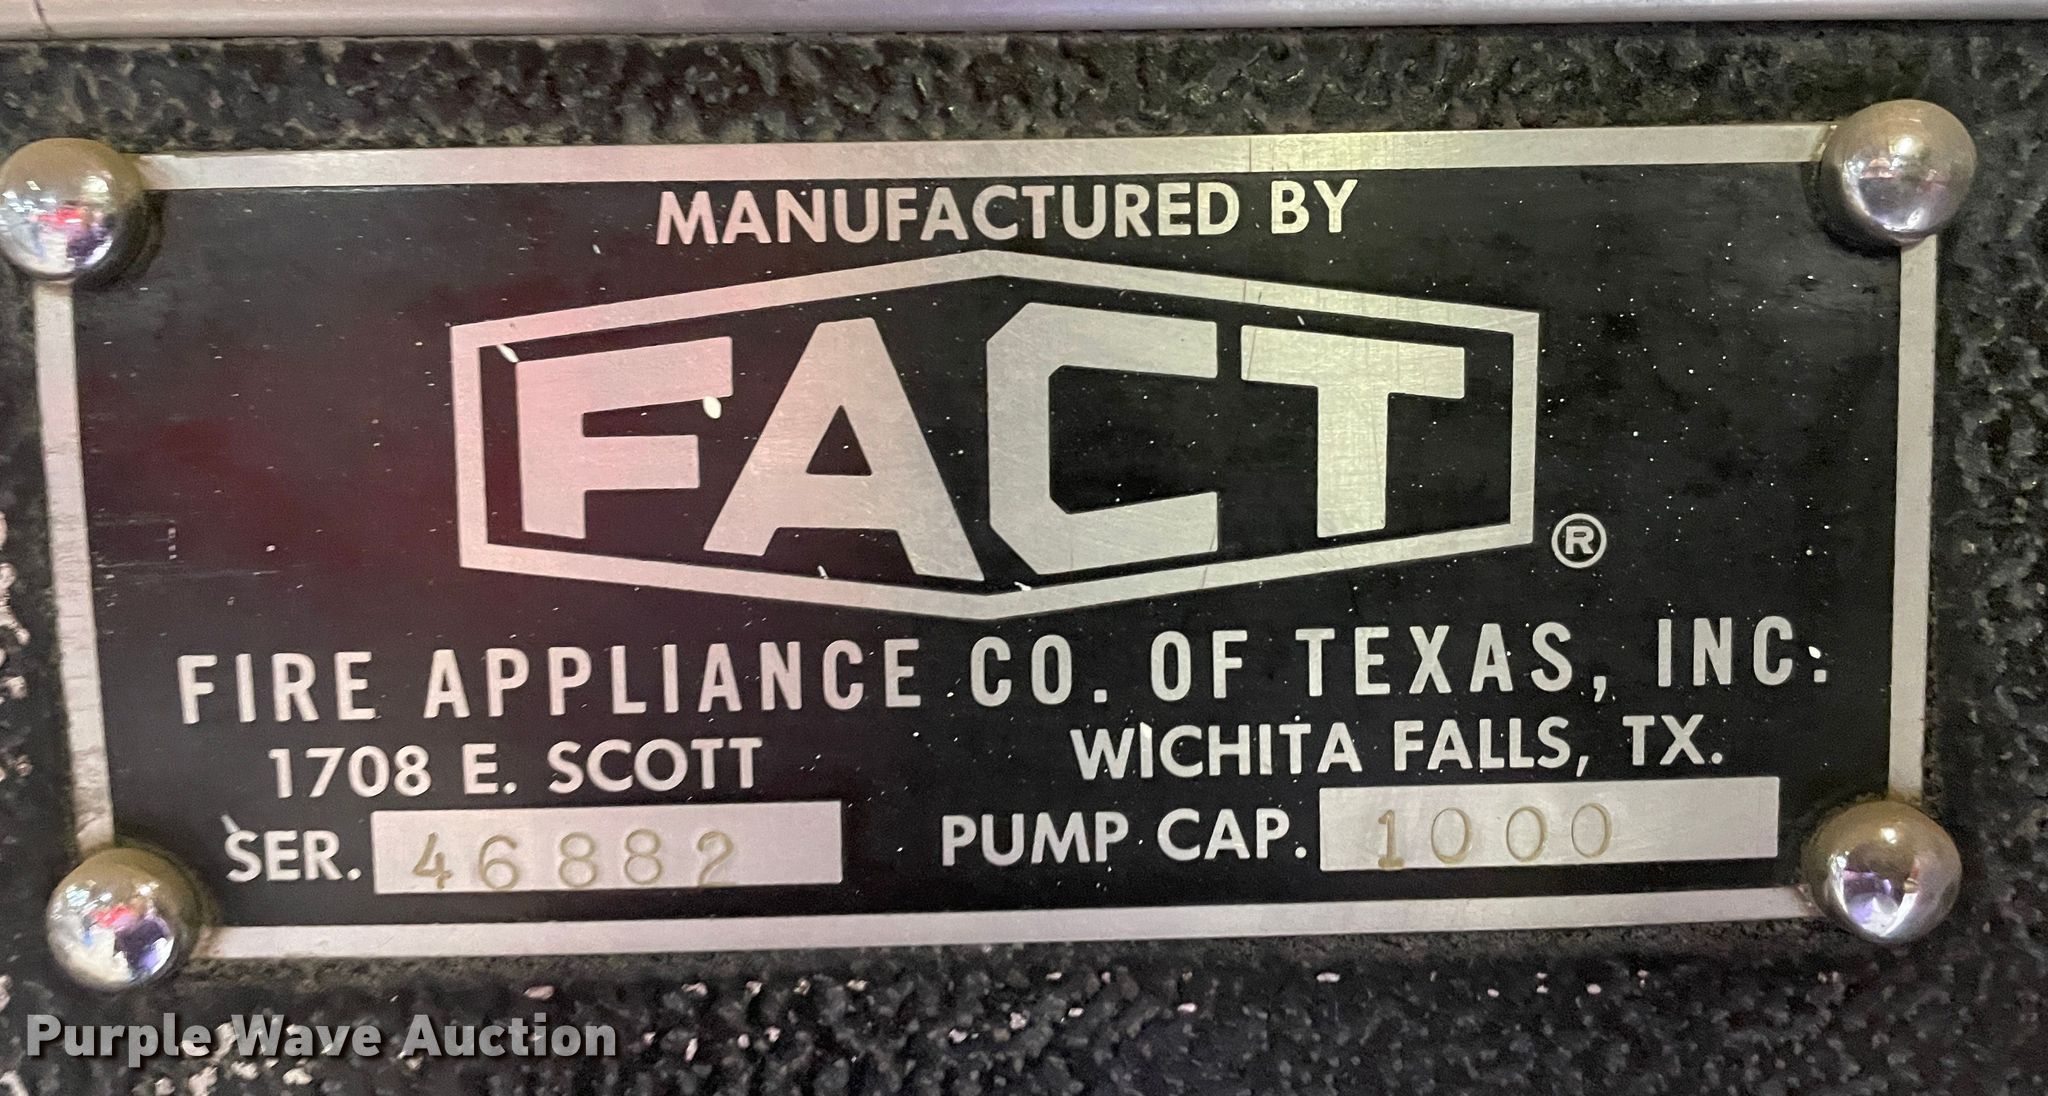 MANUFACTURED BY
FACT®
FIRE APPLIANCE CO. OF TEXAS, INC.
1708 E. SCOTT WICHITA FALLS, TX.
SER. 46882 PUMP CAP. 1000
Purple Wave Auction